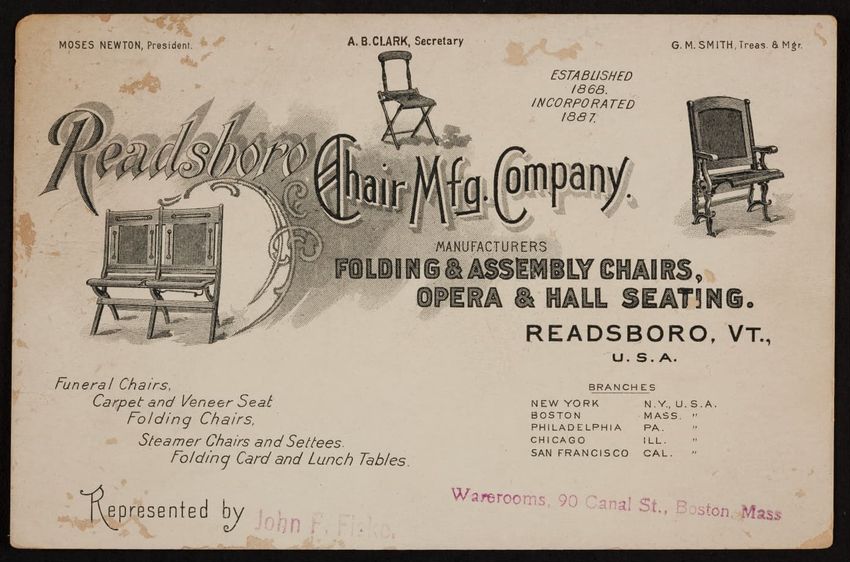 MOSES NEWTON, President.
A. B. CLARK, Secretary
G. M. SMITH, Treas. & Mgr.
ESTABLISHED
1868.
INCORPORATED
1887.
Readsboro Chair Mfg. Company.
MANUFACTURERS
FOLDING & ASSEMBLY CHAIRS,
OPERA & HALL SEATING.
READSBORO, VT.,
U.S.A.
Funeral Chairs,
Carpet and Veneer Seat
Folding Chairs,
Steamer Chairs and Settees.
Folding Card and Lunch Tables.
BRANCHES
NEW YORK N.Y., U.S.A.
BOSTON MASS. "
PHILADELPHIA PA. "
CHICAGO ILL. "
SAN FRANCISCO CAL. "
Represented by John F. Fiske.
Warerooms, 90 Canal St., Boston, Mass